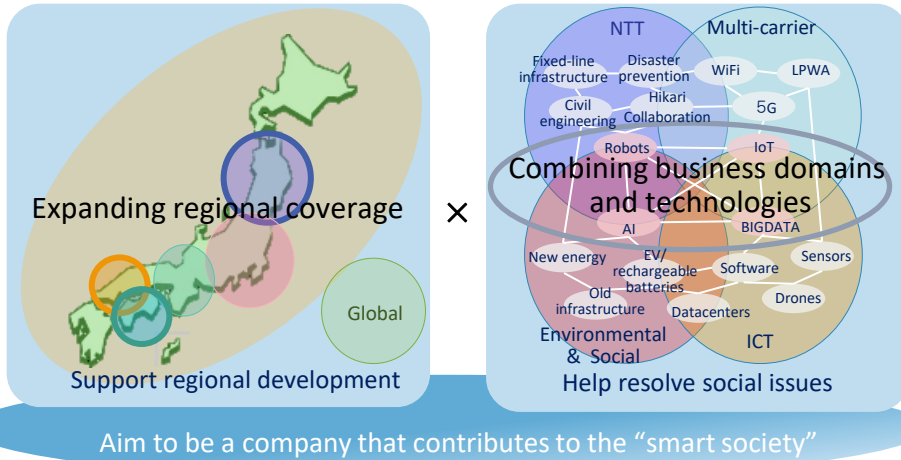 Expanding regional coverage
Global
Support regional development
×
NTT
Multi-carrier
Fixed-line
infrastructure
Disaster
prevention
WiFi
LPWA
Civil
engineering
Hikari
Collaboration
5G
Robots
IoT
Combining business domains
and technologies
AI
BIGDATA
New energy
EV/
rechargeable
batteries
Software
Sensors
Old
infrastructure
Datacenters
Drones
Environmental
& Social
ICT
Help resolve social issues
Aim to be a company that contributes to the “smart society”